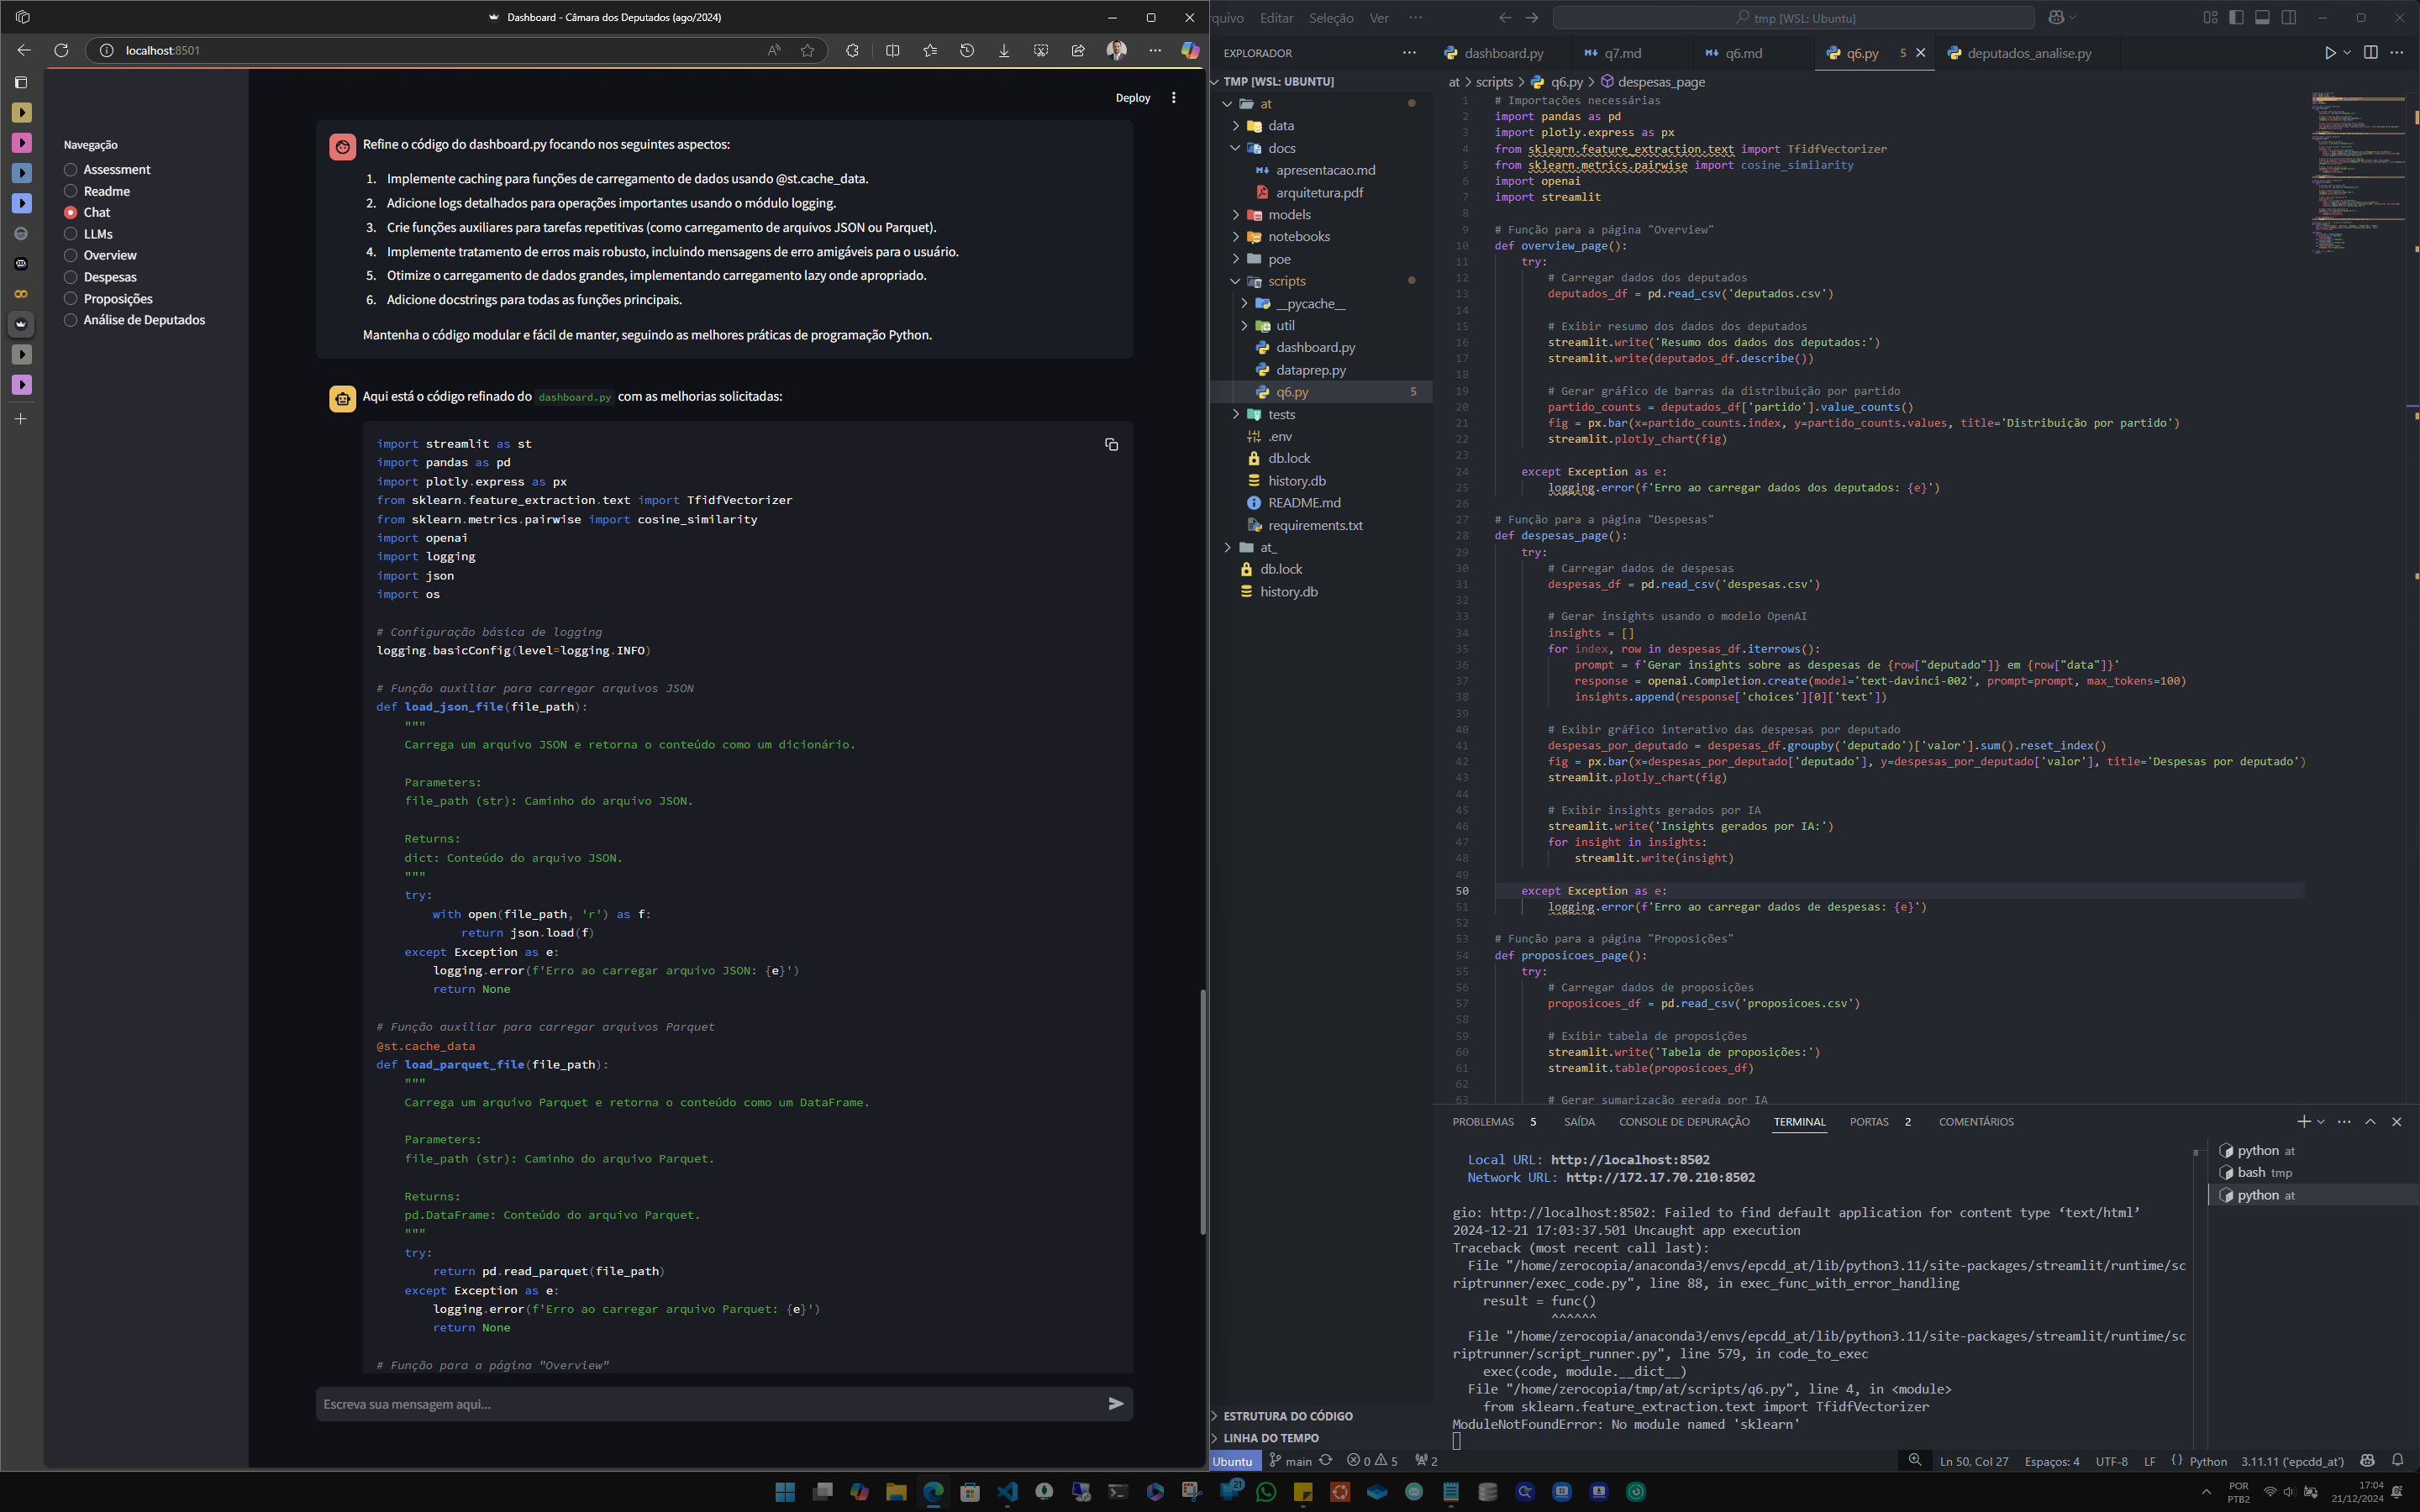 Dashboard - Câmara dos Deputados (ago/2024)
localhost:8501
Deploy
Navegação
Assessment
Readme
Chat
LLMs
Overview
Despesas
Proposições
Análise de Deputados
Refine o código do dashboard.py focando nos seguintes aspectos:
1. Implemente caching para funções de carregamento de dados usando @st.cache_data.
2. Adicione logs detalhados para operações importantes usando o módulo logging.
3. Crie funções auxiliares para tarefas repetitivas (como carregamento de arquivos JSON ou Parquet).
4. Implemente tratamento de erros mais robusto, incluindo mensagens de erro amigáveis para o usuário.
5. Otimize o carregamento de dados grandes, implementando carregamento lazy onde apropriado.
6. Adicione docstrings para todas as funções principais.
Mantenha o código modular e fácil de manter, seguindo as melhores práticas de programação Python.
Aqui está o código refinado do dashboard.py com as melhorias solicitadas:
import streamlit as st
import pandas as pd
import plotly.express as px
from sklearn.feature_extraction.text import TfidfVectorizer
from sklearn.metrics.pairwise import cosine_similarity
import openai
import logging
import json
import os
# Configuração básica de logging
logging.basicConfig(level=logging.INFO)
# Função auxiliar para carregar arquivos JSON
def load_json_file(file_path):
"""
Carrega um arquivo JSON e retorna o conteúdo como um dicionário.
Parameters:
file_path (str): Caminho do arquivo JSON.
Returns:
dict: Conteúdo do arquivo JSON.
"""
try:
with open(file_path, 'r') as f:
return json.load(f)
except Exception as e:
logging.error(f'Erro ao carregar arquivo JSON: {e}')
return None
# Função auxiliar para carregar arquivos Parquet
@st.cache_data
def load_parquet_file(file_path):
"""
Carrega um arquivo Parquet e retorna o conteúdo como um DataFrame.
Parameters:
file_path (str): Caminho do arquivo Parquet.
Returns:
pd.DataFrame: Conteúdo do arquivo Parquet.
"""
try:
return pd.read_parquet(file_path)
except Exception as e:
logging.error(f'Erro ao carregar arquivo Parquet: {e}')
return None
# Função para a página "Overview"
Escreva sua mensagem aqui...
rquivo Editar Seleção Ver ···
tmp [WSL: Ubuntu]
EXPLORADOR
TMP [WSL: UBUNTU]
at
data
docs
apresentacao.md
arquitetura.pdf
models
notebooks
poe
scripts
__pycache__
util
dashboard.py
dataprep.py
q6.py 5
tests
.env
db.lock
history.db
README.md
requirements.txt
at_
db.lock
history.db
ESTRUTURA DO CÓDIGO
LINHA DO TEMPO
dashboard.py q7.md q6.md q6.py 5 deputados_analise.py
at > scripts > q6.py > despesas_page
1 # Importações necessárias
2 import pandas as pd
3 import plotly.express as px
4 from sklearn.feature_extraction.text import TfidfVectorizer
5 from sklearn.metrics.pairwise import cosine_similarity
6 import openai
7 import streamlit
8
9 # Função para a página "Overview"
10 def overview_page():
11 try:
12 # Carregar dados dos deputados
13 deputados_df = pd.read_csv('deputados.csv')
14
15 # Exibir resumo dos dados dos deputados
16 streamlit.write('Resumo dos dados dos deputados:')
17 streamlit.write(deputados_df.describe())
18
19 # Gerar gráfico de barras da distribuição por partido
20 partido_counts = deputados_df['partido'].value_counts()
21 fig = px.bar(x=partido_counts.index, y=partido_counts.values, title='Distribuição por partido')
22 streamlit.plotly_chart(fig)
23
24 except Exception as e:
25 logging.error(f'Erro ao carregar dados dos deputados: {e}')
26
27 # Função para a página "Despesas"
28 def despesas_page():
29 try:
30 # Carregar dados de despesas
31 despesas_df = pd.read_csv('despesas.csv')
32
33 # Gerar insights usando o modelo OpenAI
34 insights = []
35 for index, row in despesas_df.iterrows():
36 prompt = f'Gerar insights sobre as despesas de {row["deputado"]} em {row["data"]}'
37 response = openai.Completion.create(model='text-davinci-002', prompt=prompt, max_tokens=100)
38 insights.append(response['choices'][0]['text'])
39
40 # Exibir gráfico interativo das despesas por deputado
41 despesas_por_deputado = despesas_df.groupby('deputado')['valor'].sum().reset_index()
42 fig = px.bar(x=despesas_por_deputado['deputado'], y=despesas_por_deputado['valor'], title='Despesas por deputado')
43 streamlit.plotly_chart(fig)
44
45 # Exibir insights gerados por IA
46 streamlit.write('Insights gerados por IA:')
47 for insight in insights:
48 streamlit.write(insight)
49
50 except Exception as e:
51 logging.error(f'Erro ao carregar dados de despesas: {e}')
52
53 # Função para a página "Proposições"
54 def proposicoes_page():
55 try:
56 # Carregar dados de proposições
57 proposicoes_df = pd.read_csv('proposicoes.csv')
58
59 # Exibir tabela de proposições
60 streamlit.write('Tabela de proposições:')
61 streamlit.table(proposicoes_df)
62
63 # Gerar sumarização gerada por IA
PROBLEMAS 5 SAÍDA CONSOLE DE DEPURAÇÃO TERMINAL PORTAS 2 COMENTÁRIOS
Local URL: http://localhost:8502
Network URL: http://172.17.70.210:8502
gio: http://localhost:8502: Failed to find default application for content type ‘text/html’
2024-12-21 17:03:37.501 Uncaught app execution
Traceback (most recent call last):
File "/home/zerocopia/anaconda3/envs/epcdd_at/lib/python3.11/site-packages/streamlit/runtime/sc
riptrunner/exec_code.py", line 88, in exec_func_with_error_handling
result = func()
^^^^^^
File "/home/zerocopia/anaconda3/envs/epcdd_at/lib/python3.11/site-packages/streamlit/runtime/sc
riptrunner/script_runner.py", line 579, in code_to_exec
exec(code, module.__dict__)
File "/home/zerocopia/tmp/at/scripts/q6.py", line 4, in <module>
from sklearn.feature_extraction.text import TfidfVectorizer
ModuleNotFoundError: No module named 'sklearn'
python at
bash tmp
python at
Ubuntu main 0 5 2 Ln 50, Col 27 Espaços: 4 UTF-8 LF {} Python 3.11.11 ('epcdd_at')
21
POR
PTB2
17:04
21/12/2024